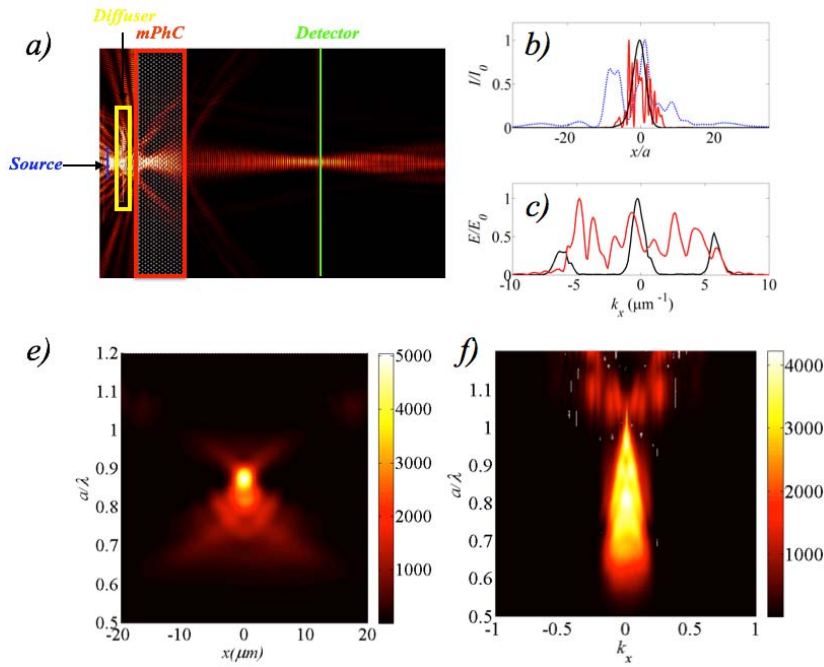 a)
Diffuser
mPhC
Detector
Source
b)
I/I0
1
0.5
0
-20 0 20
x/a
c)
E/E0
1
0.5
0
-10 -5 0 5 10
kx (μm-1)
e)
a/λ
1.2
1.1
1
0.9
0.8
0.7
0.6
0.5
-20 -10 0 10 20
x(μm)
5000
4000
3000
2000
1000
f)
a/λ
1.1
1
0.9
0.8
0.7
0.6
0.5
-1 -0.5 0 0.5 1
kx
4000
3000
2000
1000